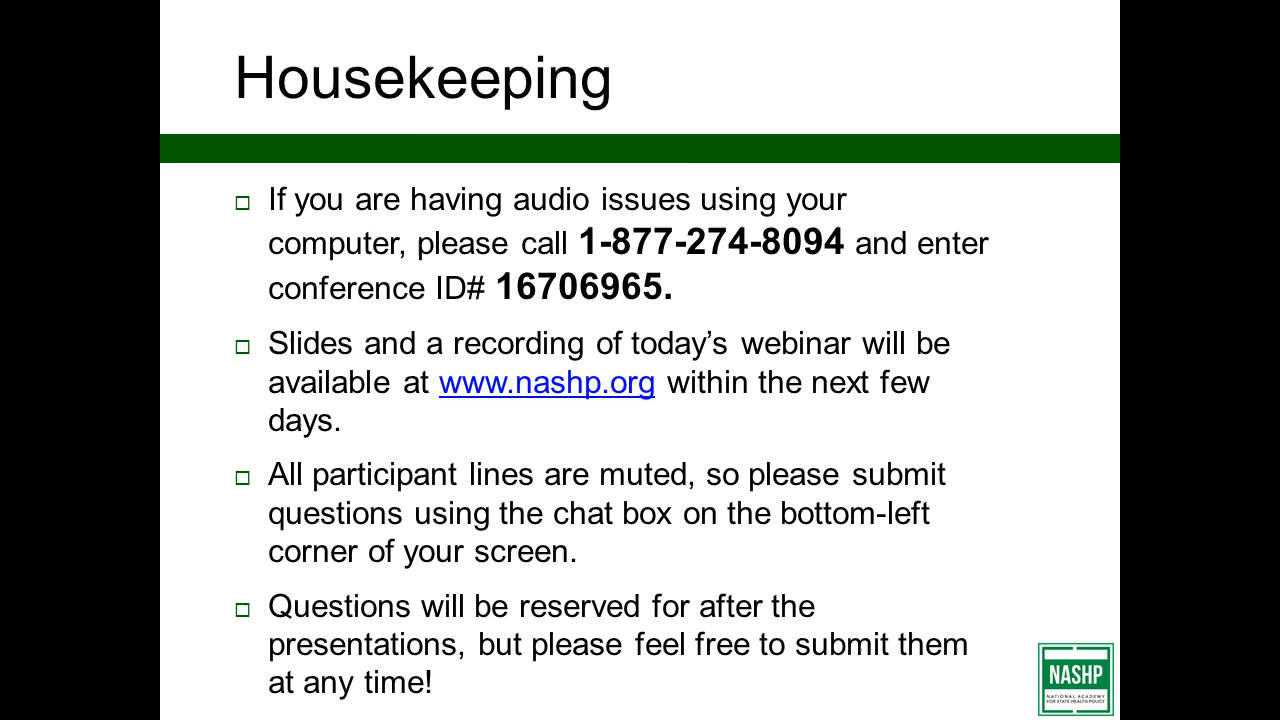 Housekeeping
If you are having audio issues using your
computer, please call 1-877-274-8094 and enter
conference ID# 16706965.
Slides and a recording of today’s webinar will be
available at www.nashp.org within the next few
days.
All participant lines are muted, so please submit
questions using the chat box on the bottom-left
corner of your screen.
Questions will be reserved for after the
presentations, but please feel free to submit them
at any time!
NASHP
NATIONAL ACADEMY
FOR STATE HEALTH POLICY